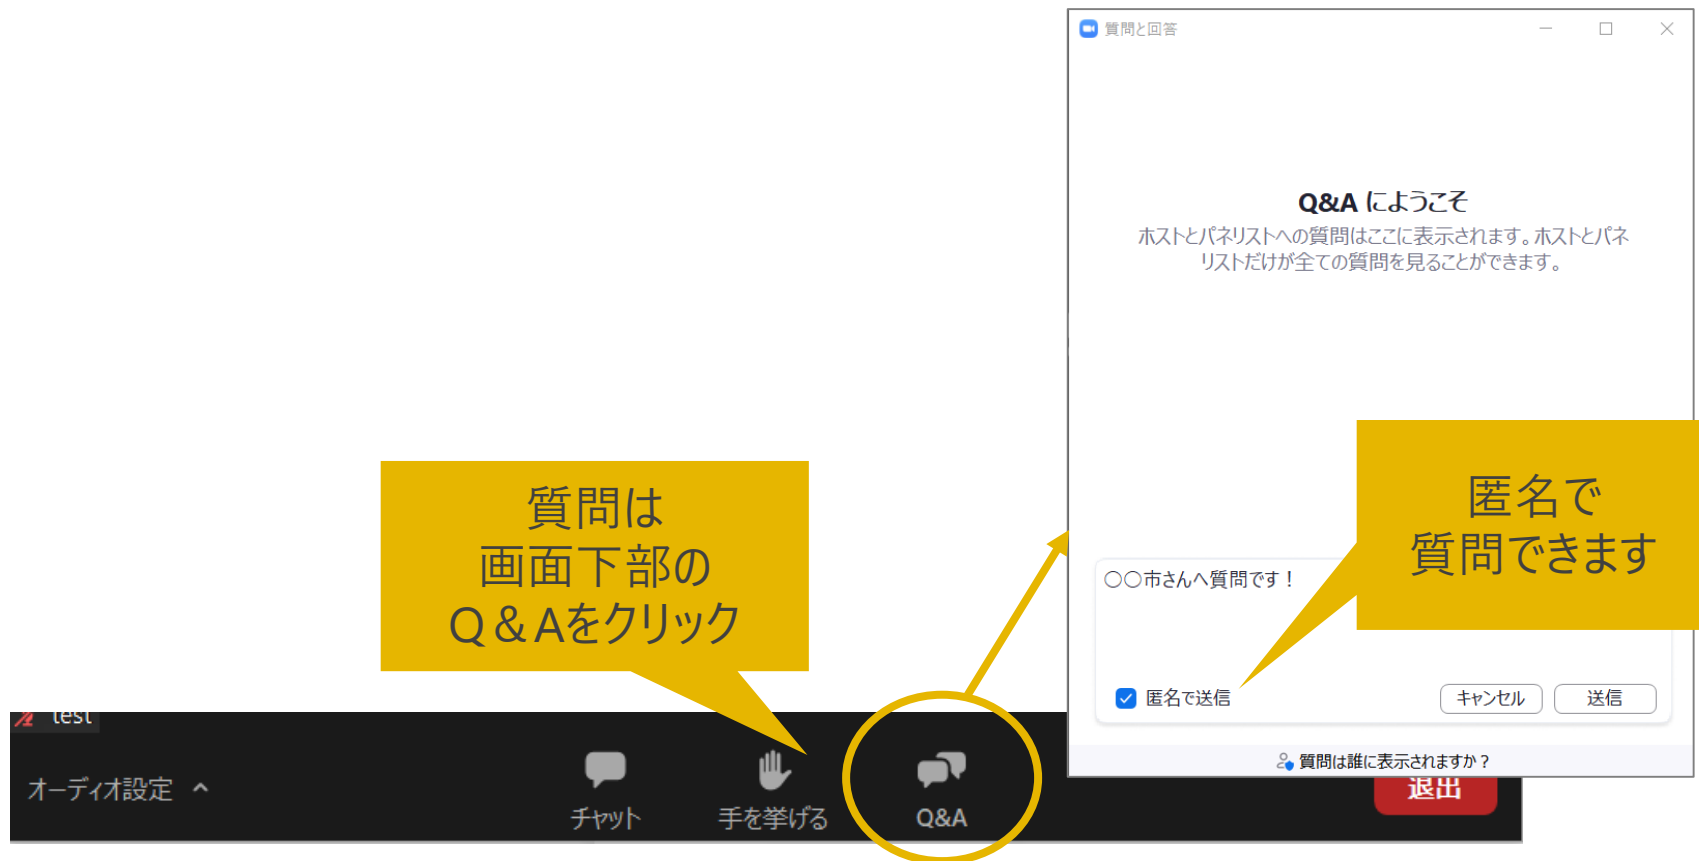 質問と回答
Q&A にようこそ
ホストとパネリストへの質問はここに表示されます。ホストとパネ
リストだけが全ての質問を見ることができます。
匿名で
質問できます
質問は
画面下部の
Q＆Aをクリック
〇〇市さんへ質問です！
匿名で送信
キャンセル
送信
質問は誰に表示されますか？
test
オーディオ設定
チャット
手を挙げる
Q&A
退出